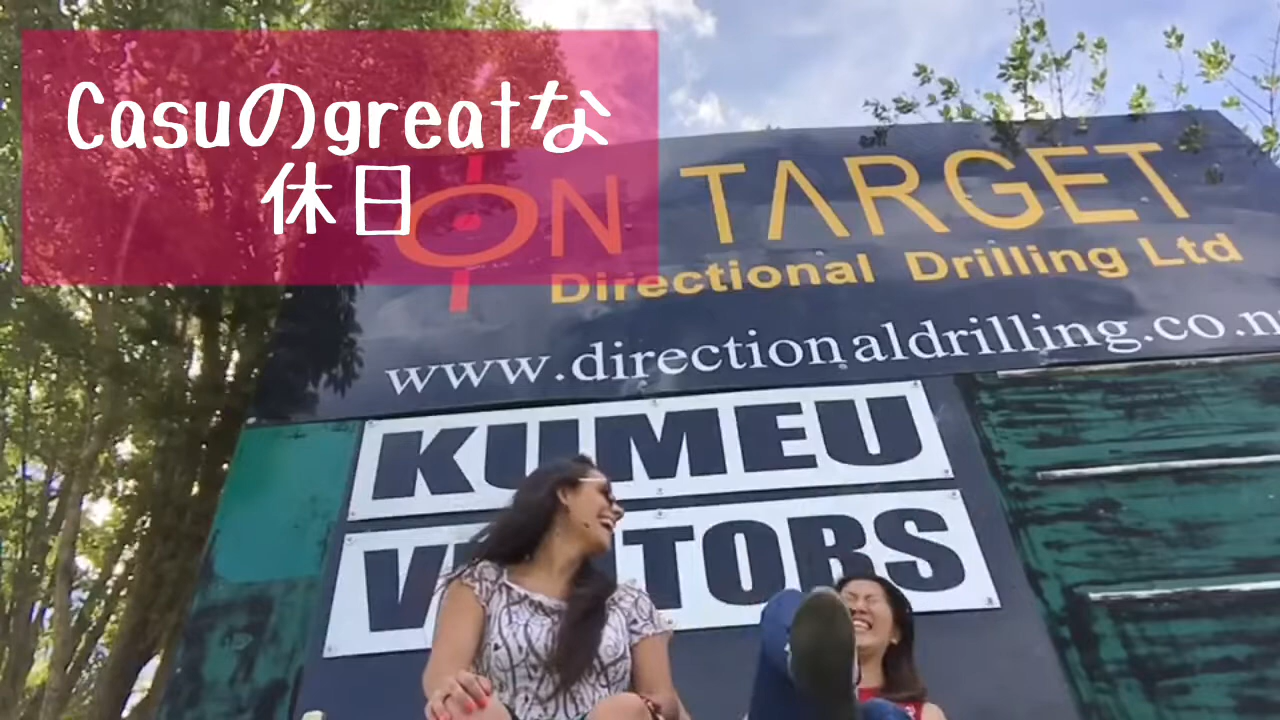 Casuのgreatな
休日
ON TARGET
Directional Drilling Ltd
www.directionaldrilling.co.n
KUMEU
VISITORS